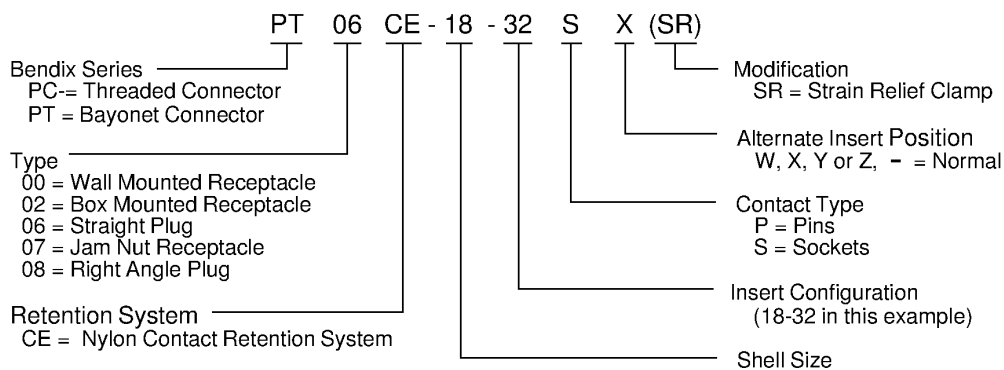 PT 06 CE - 18 - 32 S X (SR)
Bendix Series
PC-= Threaded Connector
PT = Bayonet Connector
Type
00 = Wall Mounted Receptacle
02 = Box Mounted Receptacle
06 = Straight Plug
07 = Jam Nut Receptacle
08 = Right Angle Plug
Retention System
CE = Nylon Contact Retention System
Modification
SR = Strain Relief Clamp
Alternate Insert Position
W, X, Y or Z, - = Normal
Contact Type
P = Pins
S = Sockets
Insert Configuration
(18-32 in this example)
Shell Size